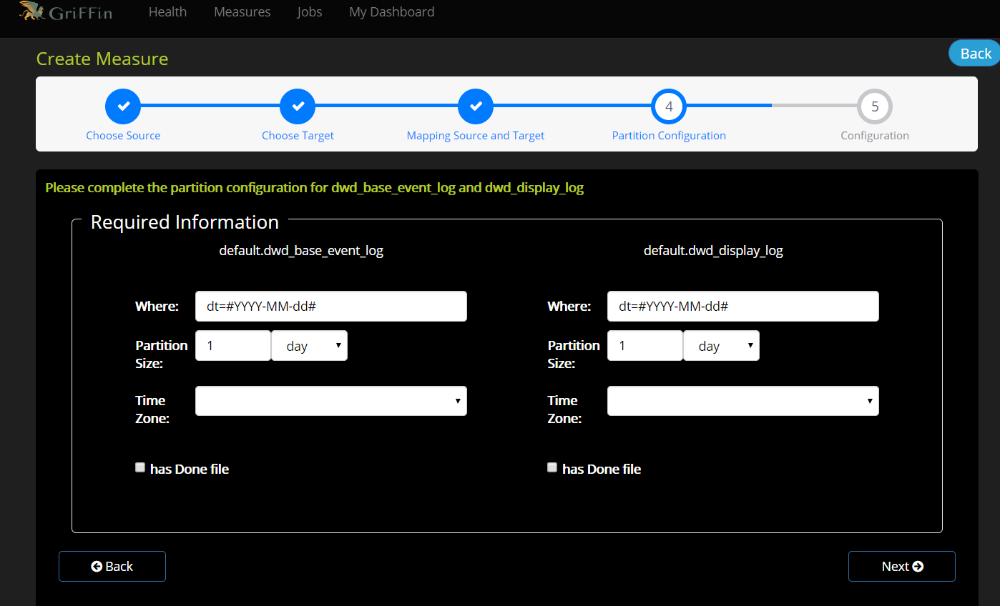 GriFFin Health Measures Jobs My Dashboard
Create Measure
Back
4
5
Choose Source Choose Target Mapping Source and Target Partition Configuration Configuration
Please complete the partition configuration for dwd_base_event_log and dwd_display_log
Required Information
default.dwd_base_event_log
Where: dt=#YYYY-MM-dd#
Partition Size: 1 day
Time Zone:
has Done file
default.dwd_display_log
Where: dt=#YYYY-MM-dd#
Partition Size: 1 day
Time Zone:
has Done file
Back
Next